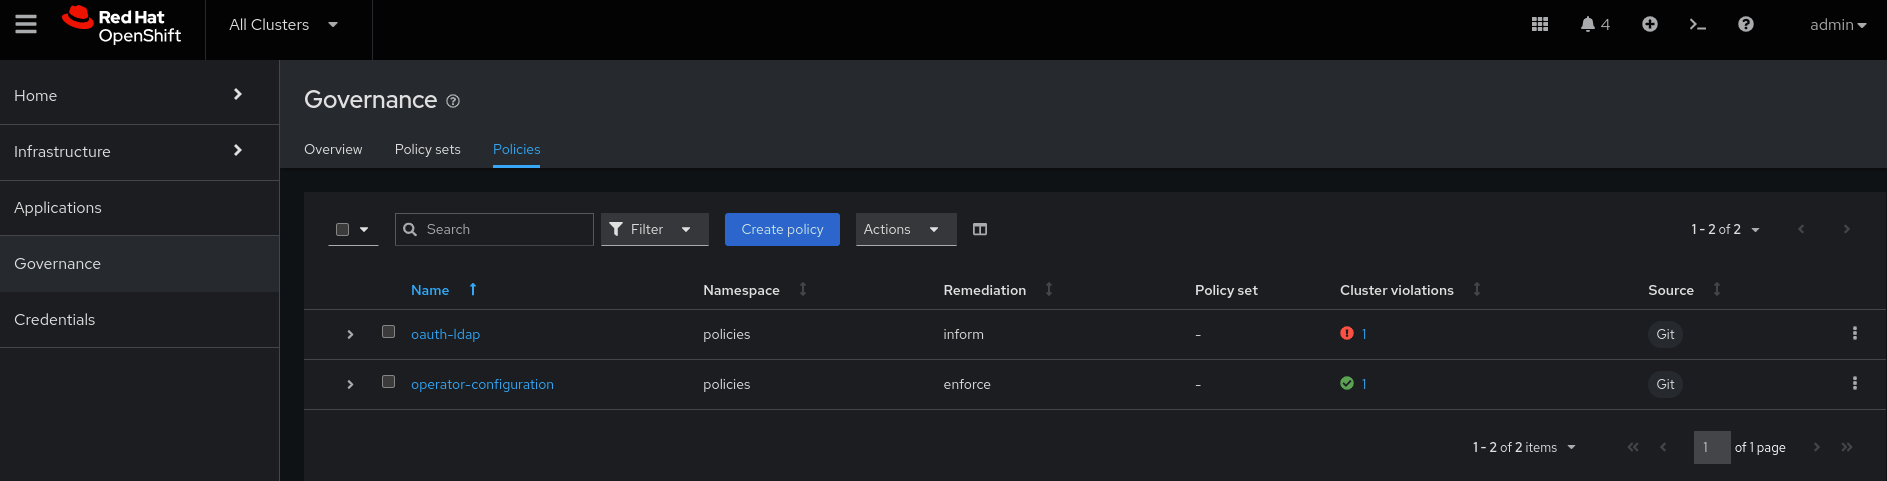 Red Hat
OpenShift
All Clusters
4
admin
Home
Infrastructure
Applications
Governance
Credentials
Governance
Overview Policy sets Policies
Search Filter Create policy Actions 1 - 2 of 2
Name Namespace Remediation Policy set Cluster violations Source
oauth-ldap policies inform - 1 Git
operator-configuration policies enforce - 1 Git
1 - 2 of 2 items 1 of 1 page